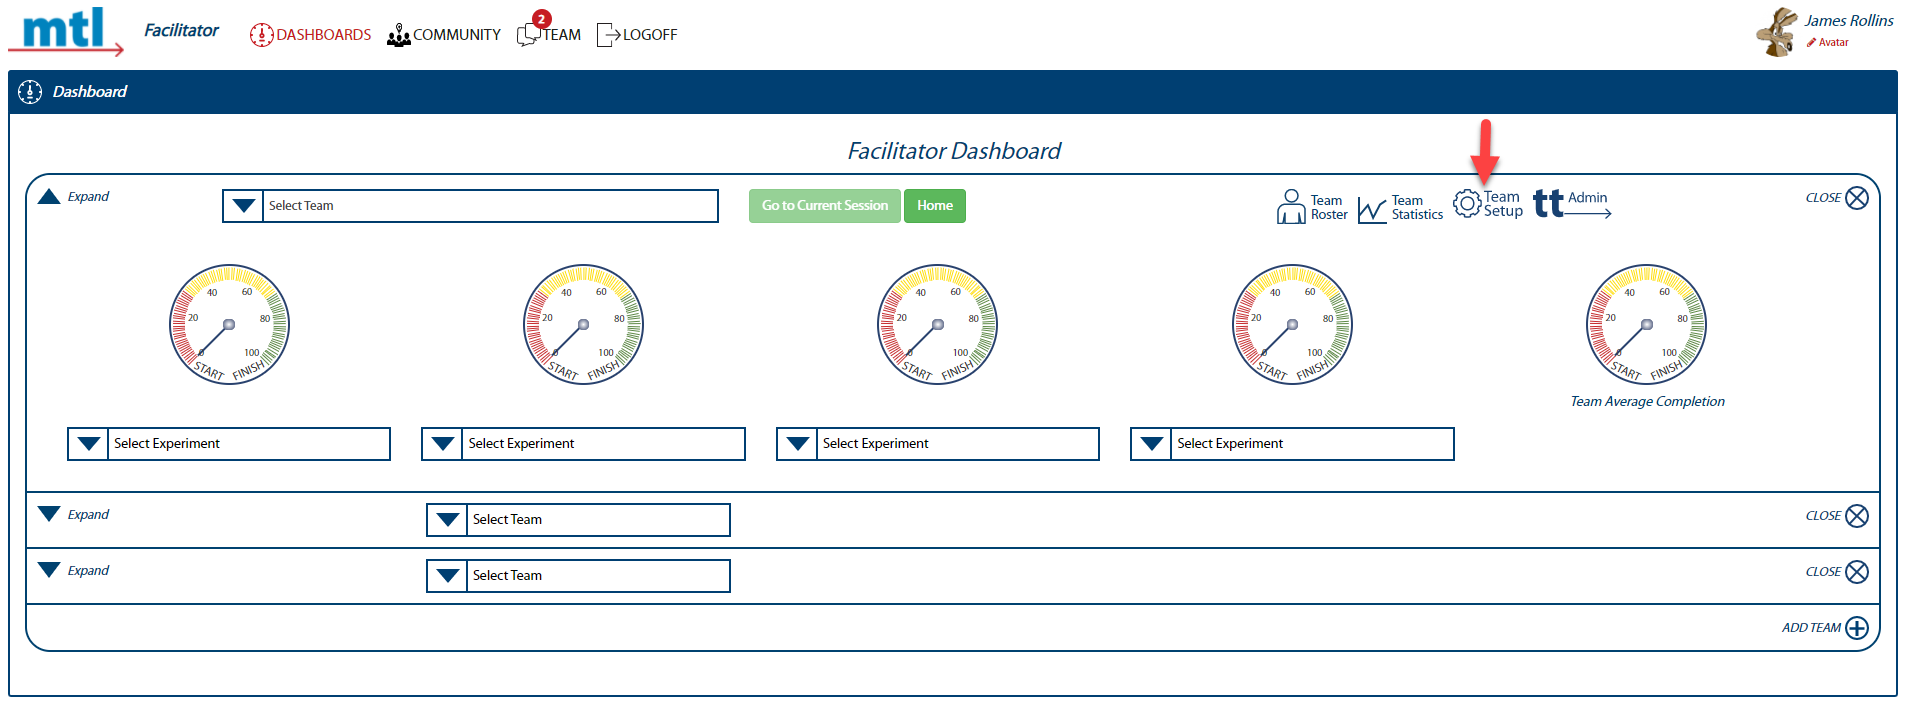 mtl
Facilitator
DASHBOARDS
COMMUNITY
2
TEAM
LOGOFF
James Rollins
Avatar
Dashboard
Facilitator Dashboard
Expand
Select Team
Go to Current Session
Home
Team
Roster
Team
Statistics
Team
Setup
tt Admin
CLOSE
0 20 40 60 80 100
START FINISH
0 20 40 60 80 100
START FINISH
0 20 40 60 80 100
START FINISH
0 20 40 60 80 100
START FINISH
0 20 40 60 80 100
START FINISH
Team Average Completion
Select Experiment
Select Experiment
Select Experiment
Select Experiment
Expand
Select Team
CLOSE
Expand
Select Team
CLOSE
ADD TEAM